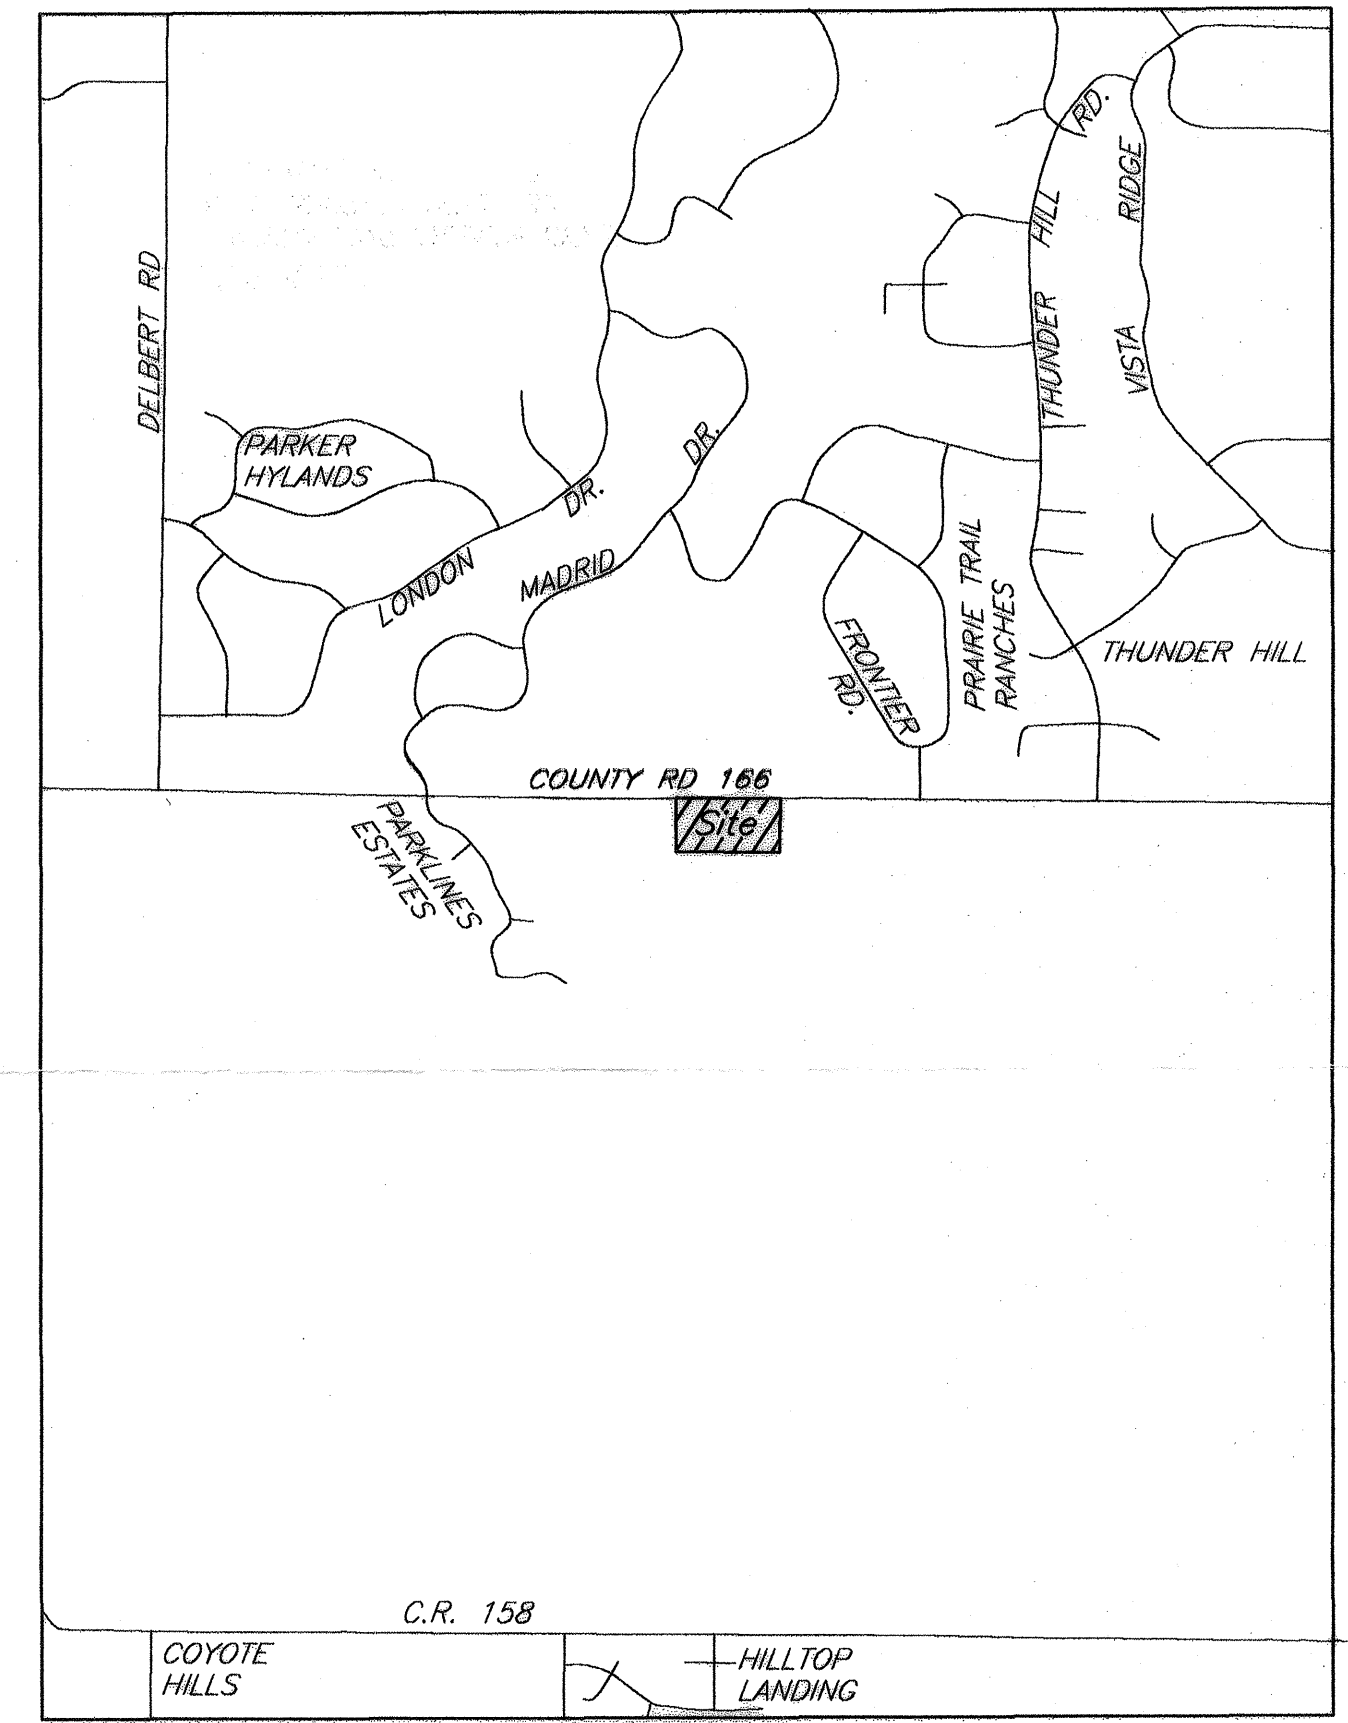 RD.
RIDGE
HILL
DELBERT RD
THUNDER
VISTA
PARKER
HYLANDS
DR.
DR.
LONDON
MADRID
PRAIRIE TRAIL
RANCHES
FRONTIER
RD.
THUNDER HILL
COUNTY RD 166
Site
PARKLINES
ESTATES
C.R. 158
COYOTE
HILLS
HILLTOP
LANDING